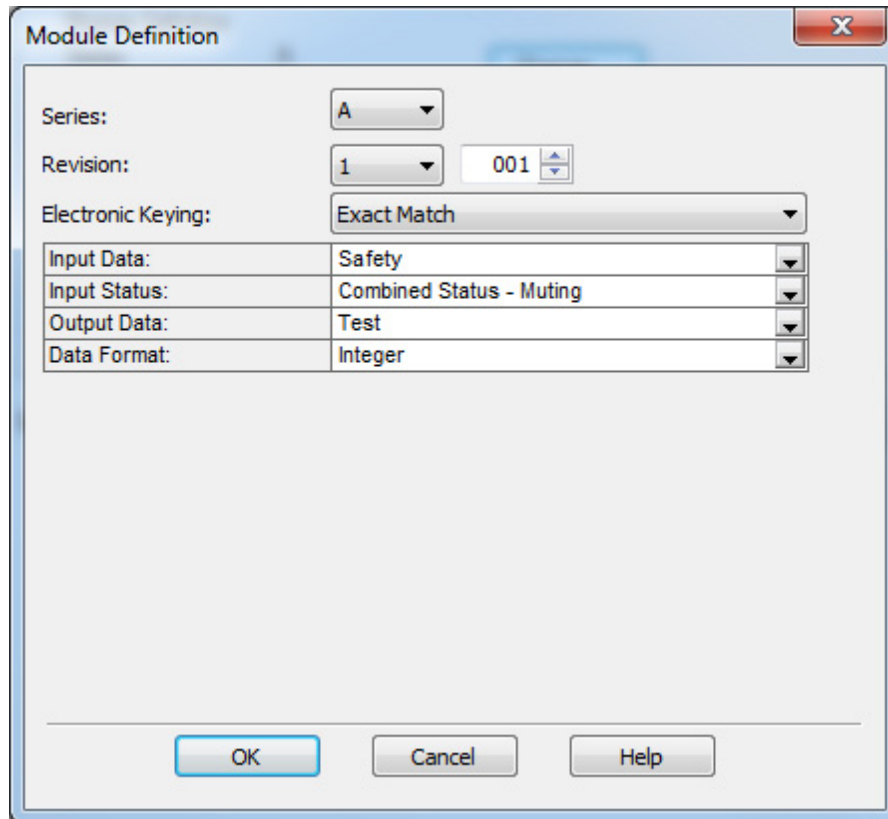 Module Definition
Series: A
Revision: 1 001
Electronic Keying: Exact Match
Input Data: Safety
Input Status: Combined Status - Muting
Output Data: Test
Data Format: Integer
OK Cancel Help